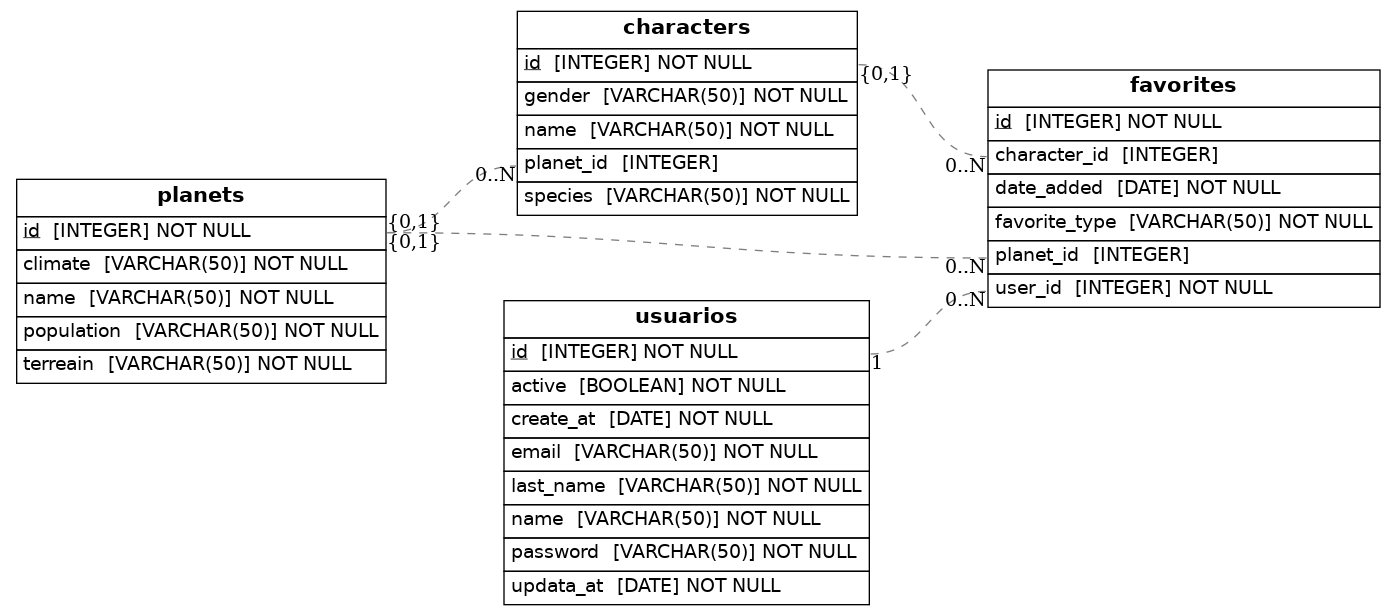 characters
id [INTEGER] NOT NULL
gender [VARCHAR(50)] NOT NULL
name [VARCHAR(50)] NOT NULL
planet_id [INTEGER]
species [VARCHAR(50)] NOT NULL
{0,1}
0..N
favorites
id [INTEGER] NOT NULL
character_id [INTEGER]
date_added [DATE] NOT NULL
favorite_type [VARCHAR(50)] NOT NULL
planet_id [INTEGER]
user_id [INTEGER] NOT NULL
0..N
0..N
0..N
planets
id [INTEGER] NOT NULL
climate [VARCHAR(50)] NOT NULL
name [VARCHAR(50)] NOT NULL
population [VARCHAR(50)] NOT NULL
terreain [VARCHAR(50)] NOT NULL
{0,1}
{0,1}
usuarios
id [INTEGER] NOT NULL
active [BOOLEAN] NOT NULL
create_at [DATE] NOT NULL
email [VARCHAR(50)] NOT NULL
last_name [VARCHAR(50)] NOT NULL
name [VARCHAR(50)] NOT NULL
password [VARCHAR(50)] NOT NULL
updata_at [DATE] NOT NULL
1